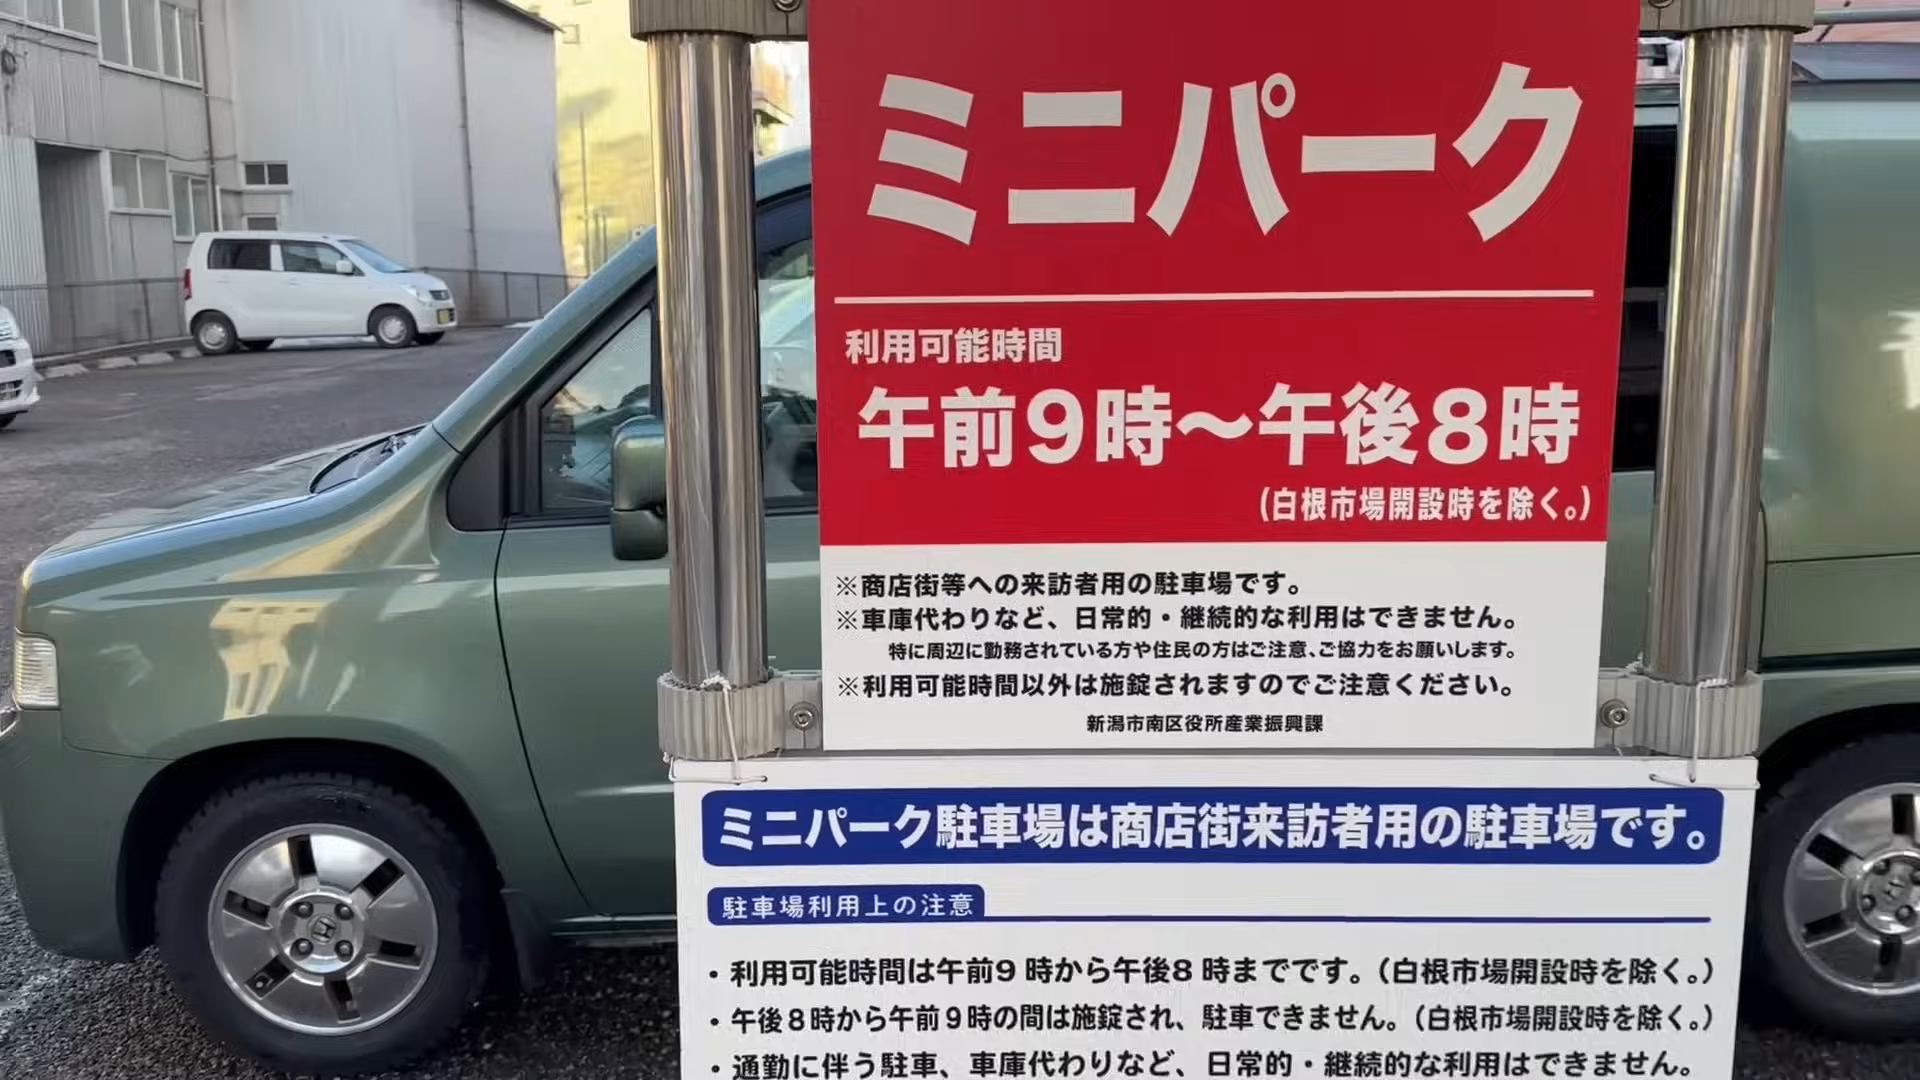 ミニパーク
利用可能時間
午前9時～午後8時
(白根市場開設時を除く。)
※商店街等への来訪者用の駐車場です。
※車庫代わりなど、日常的・継続的な利用はできません。
特に周辺に勤務されている方や住民の方はご注意、ご協力をお願いします。
※利用可能時間以外は施錠されますのでご注意ください。
新潟市南区役所産業振興課
ミニパーク駐車場は商店街来訪者用の駐車場です。
駐車場利用上の注意
・利用可能時間は午前9時から午後8時までです。(白根市場開設時を除く。)
・午後8時から午前9時の間は施錠され、駐車できません。(白根市場開設時を除く。)
・通勤に伴う駐車、車庫代わりなど、日常的・継続的な利用はできません。